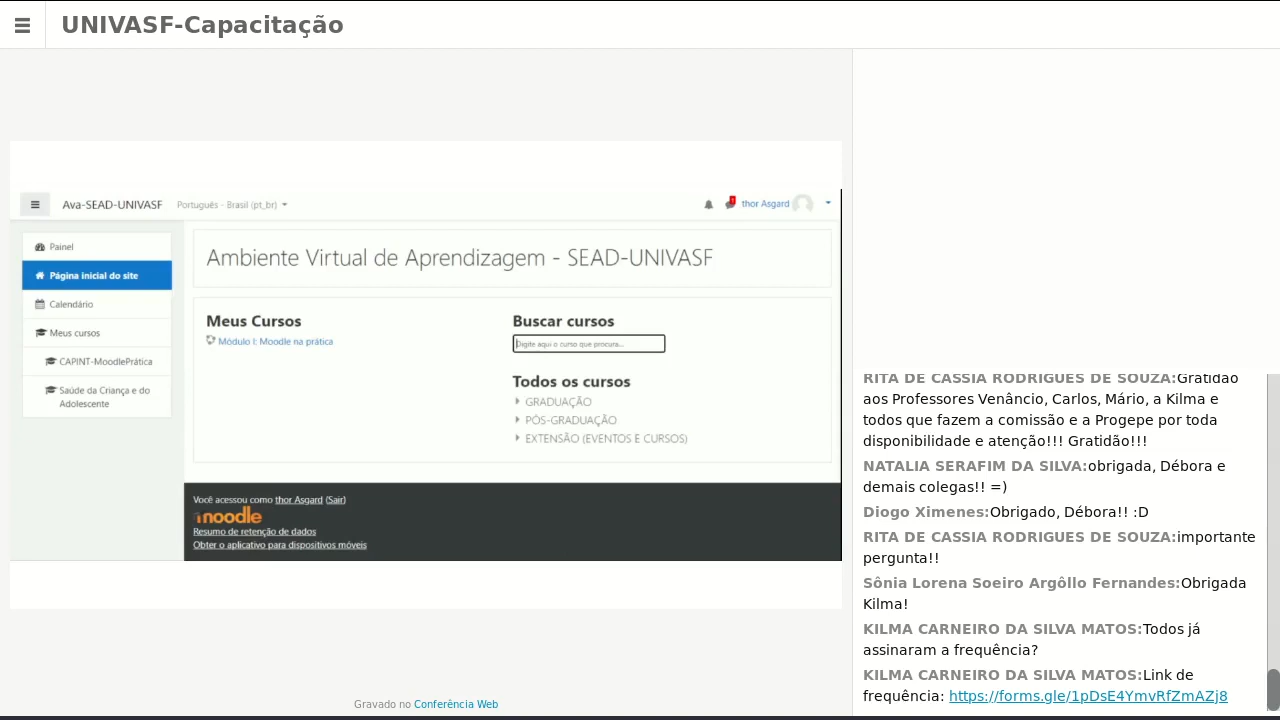 UNIVASF-Capacitação
Ava-SEAD-UNIVASF
Português - Brasil (pt_br)
thor Asgard
Painel
Página inicial do site
Calendário
Meus cursos
CAPINT-MoodlePrática
Saúde da Criança e do
Adolescente
Ambiente Virtual de Aprendizagem - SEAD-UNIVASF
Meus Cursos
Módulo I: Moodle na prática
Buscar cursos
Digite aqui o curso que procura...
Todos os cursos
GRADUAÇÃO
PÓS-GRADUAÇÃO
EXTENSÃO (EVENTOS E CURSOS)
Você acessou como thor Asgard (Sair)
moodle
Resumo de retenção de dados
Obter o aplicativo para dispositivos móveis
Gravado no Conferência Web
RITA DE CASSIA RODRIGUES DE SOUZA:Gratidão
aos Professores Venâncio, Carlos, Mário, a Kilma e
todos que fazem a comissão e a Progepe por toda
disponibilidade e atenção!!! Gratidão!!!
NATALIA SERAFIM DA SILVA:obrigada, Débora e
demais colegas!! =)
Diogo Ximenes:Obrigado, Débora!! :D
RITA DE CASSIA RODRIGUES DE SOUZA:importante
pergunta!!
Sônia Lorena Soeiro Argôllo Fernandes:Obrigada
Kilma!
KILMA CARNEIRO DA SILVA MATOS:Todos já
assinaram a frequência?
KILMA CARNEIRO DA SILVA MATOS:Link de
frequência: https://forms.gle/1pDsE4YmvRfZmAZj8